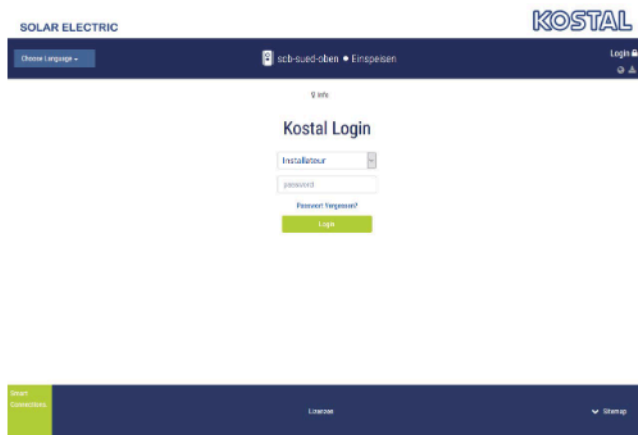 SOLAR ELECTRIC
KOSTAL
Choose Language
scb-sued-oben • Einspeisen
Login
Info
Kostal Login
Installateur
password
Passwort Vergessen?
Login
Smart
Connections.
Lizenzen
Sitemap